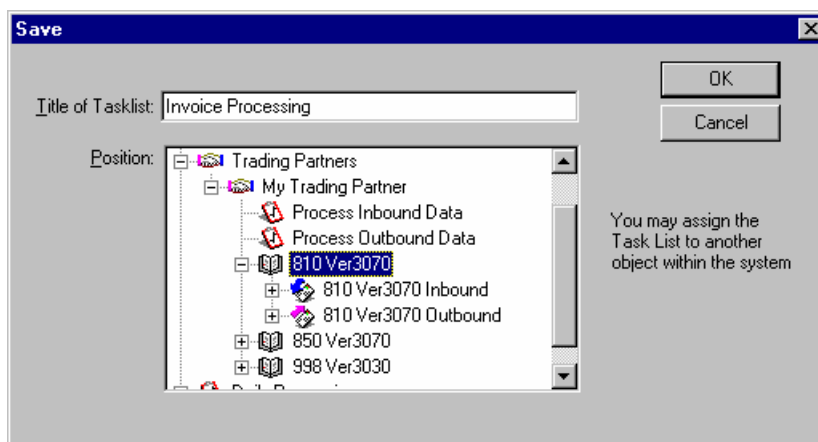 Save
OK
Title of Tasklist: Invoice Processing
Cancel
Position:
Trading Partners
My Trading Partner
Process Inbound Data
Process Outbound Data
810 Ver3070
810 Ver3070 Inbound
810 Ver3070 Outbound
850 Ver3070
998 Ver3030
You may assign the
Task List to another
object within the system